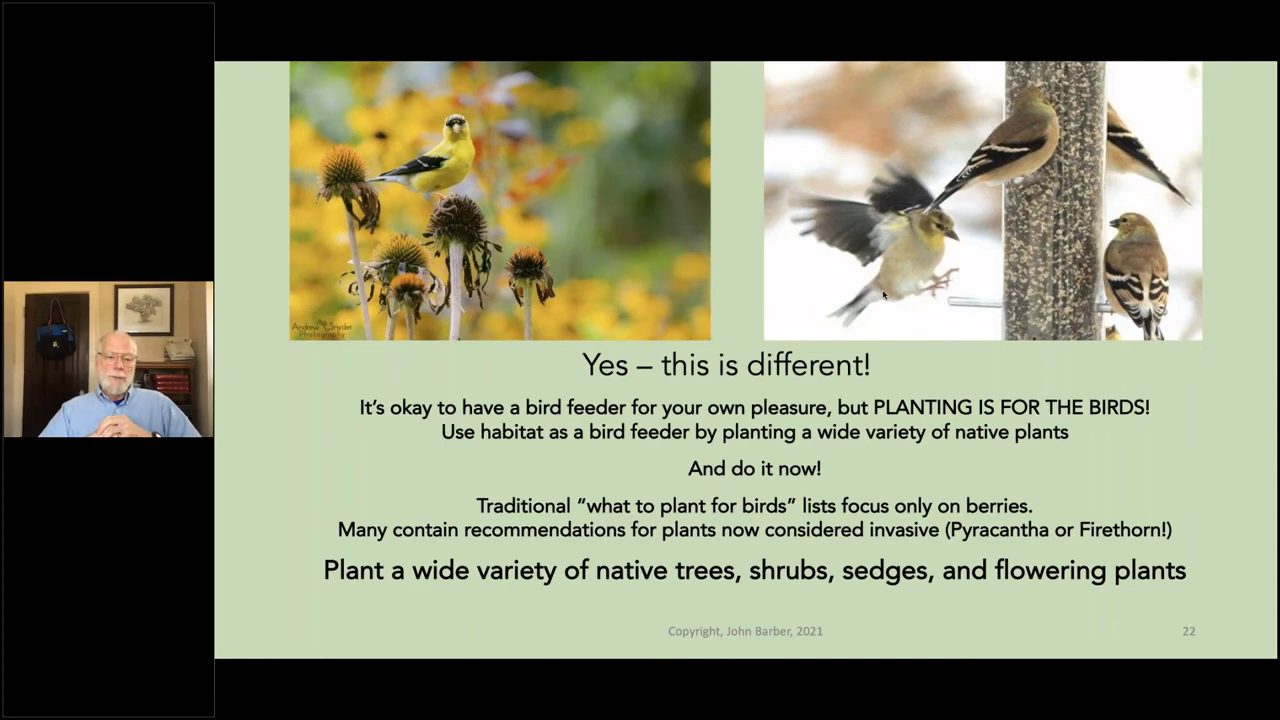 Andrew Snyder
Photography
Yes – this is different!
It’s okay to have a bird feeder for your own pleasure, but PLANTING IS FOR THE BIRDS!
Use habitat as a bird feeder by planting a wide variety of native plants
And do it now!
Traditional “what to plant for birds” lists focus only on berries.
Many contain recommendations for plants now considered invasive (Pyracantha or Firethorn!)
Plant a wide variety of native trees, shrubs, sedges, and flowering plants
Copyright, John Barber, 2021
22